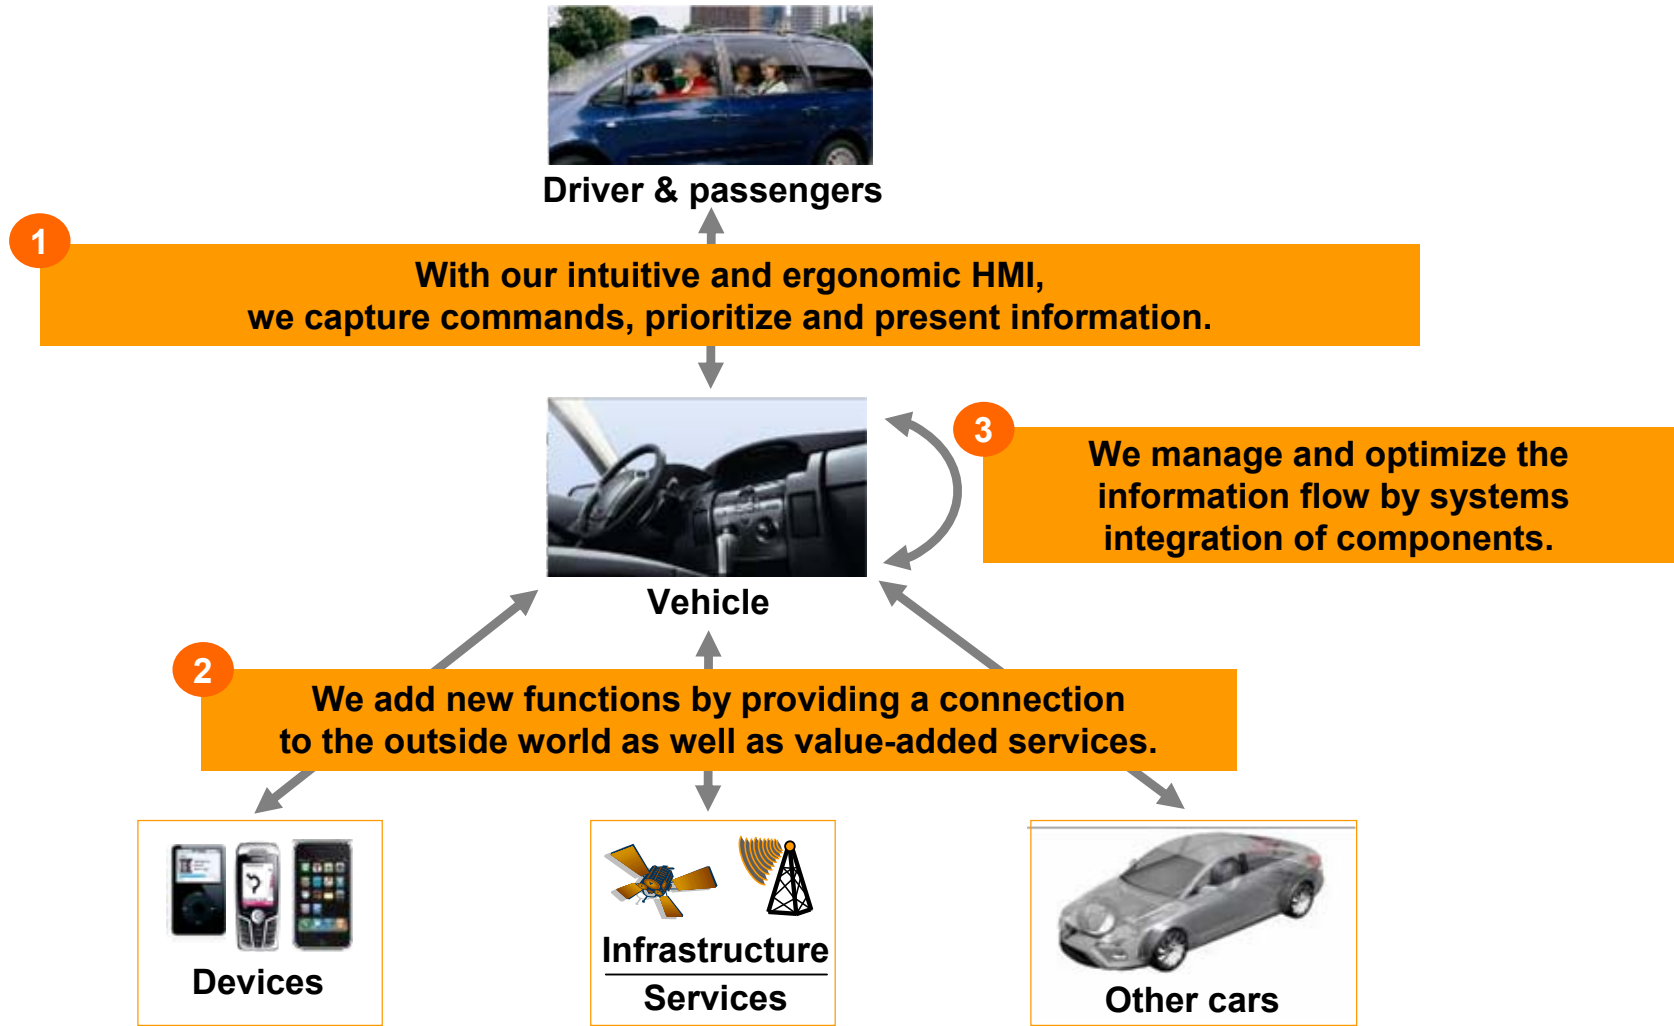 Driver & passengers
1
With our intuitive and ergonomic HMI,
we capture commands, prioritize and present information.
3
We manage and optimize the
information flow by systems
integration of components.
Vehicle
2
We add new functions by providing a connection
to the outside world as well as value-added services.
Devices
Infrastructure
Services
Other cars